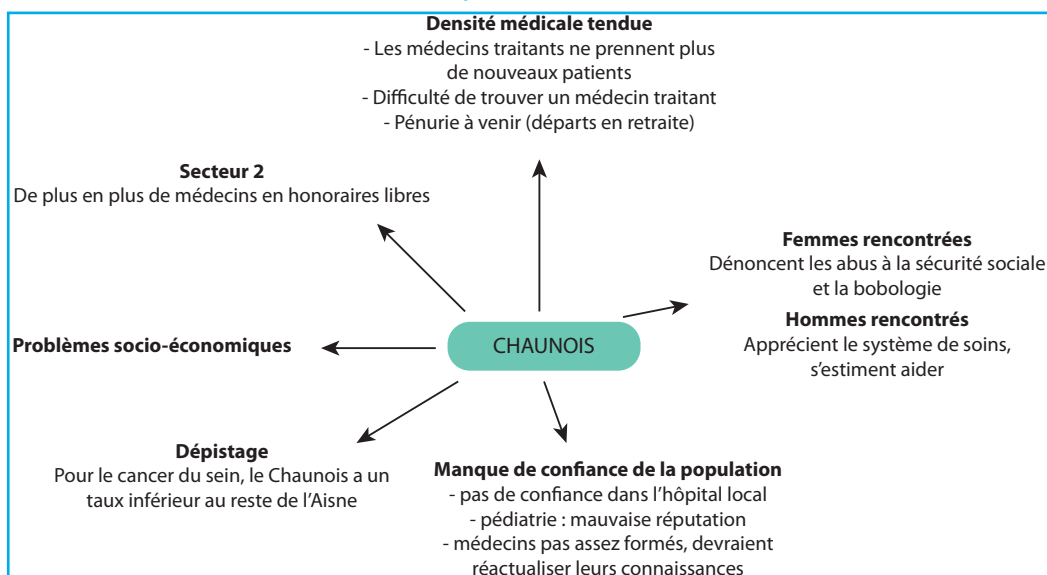 Densité médicale tendue
- Les médecins traitants ne prennent plus
de nouveaux patients
- Difficulté de trouver un médecin traitant
- Pénurie à venir (départs en retraite)
Secteur 2
De plus en plus de médecins en honoraires libres
Femmes rencontrées
Dénoncent les abus à la sécurité sociale
et la bobologie
Hommes rencontrés
Apprécient le système de soins,
s'estiment aider
CHAUNOIS
Problèmes socio-économiques
Dépistage
Pour le cancer du sein, le Chaunois a un
taux inférieur au reste de l'Aisne
Manque de confiance de la population
- pas de confiance dans l'hôpital local
- pédiatrie : mauvaise réputation
- médecins pas assez formés, devraient
réactualiser leurs connaissances